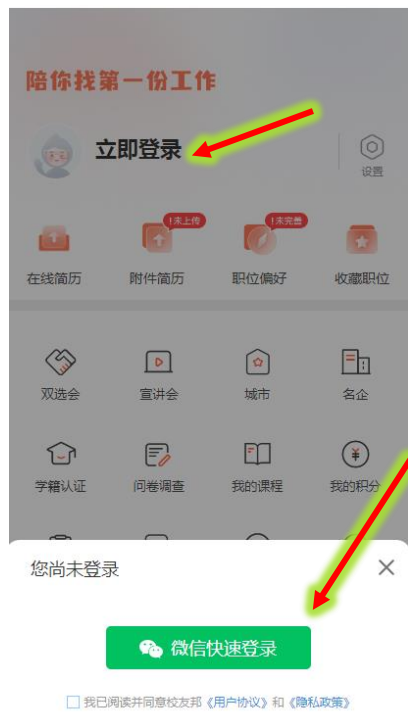 陪你找第一份工作
立即登录
设置
!未上传
!未完善
在线简历 附件简历 职位偏好 收藏职位
双选会 宣讲会 城市 名企
学籍认证 问卷调查 我的课程 我的积分
您尚未登录
微信快速登录
我已阅读并同意校友邦《用户协议》和《隐私政策》